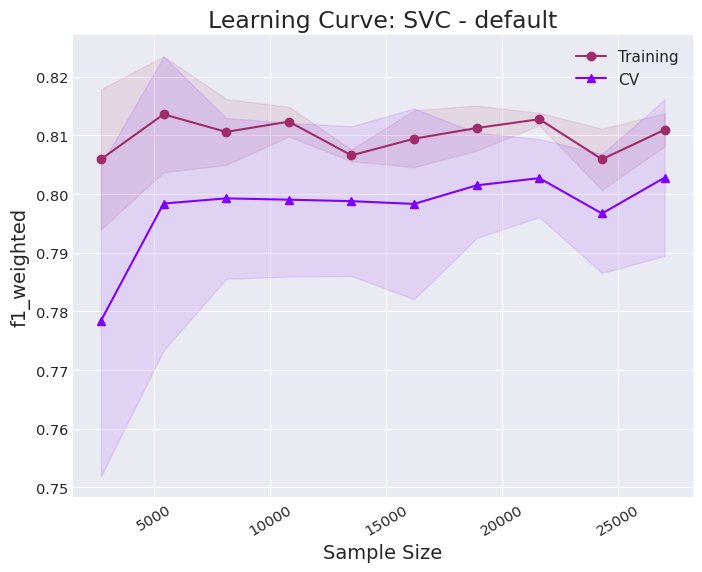 Learning Curve: SVC - default
Training
CV
f1_weighted
0.82
0.81
0.80
0.79
0.78
0.77
0.76
0.75
5000
10000
15000
20000
25000
Sample Size